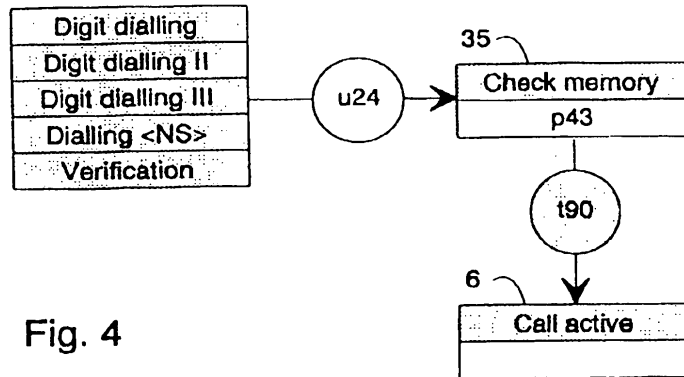 Digit dialling
Digit dialling II
Digit dialling III
Dialling <NS>
Verification
u24
35
Check memory
p43
t90
6
Call active
Fig. 4